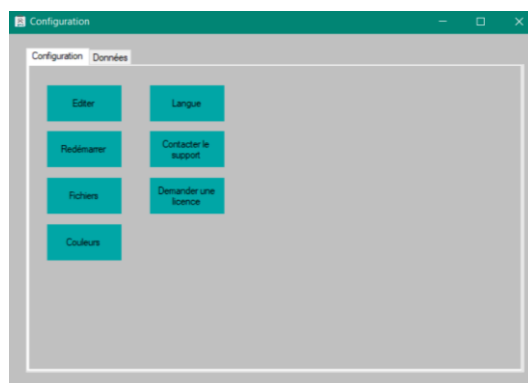 Configuration
Configuration Données
Editer Langue
Redémarrer Contacter le
support
Fichiers Demander une
licence
Couleurs